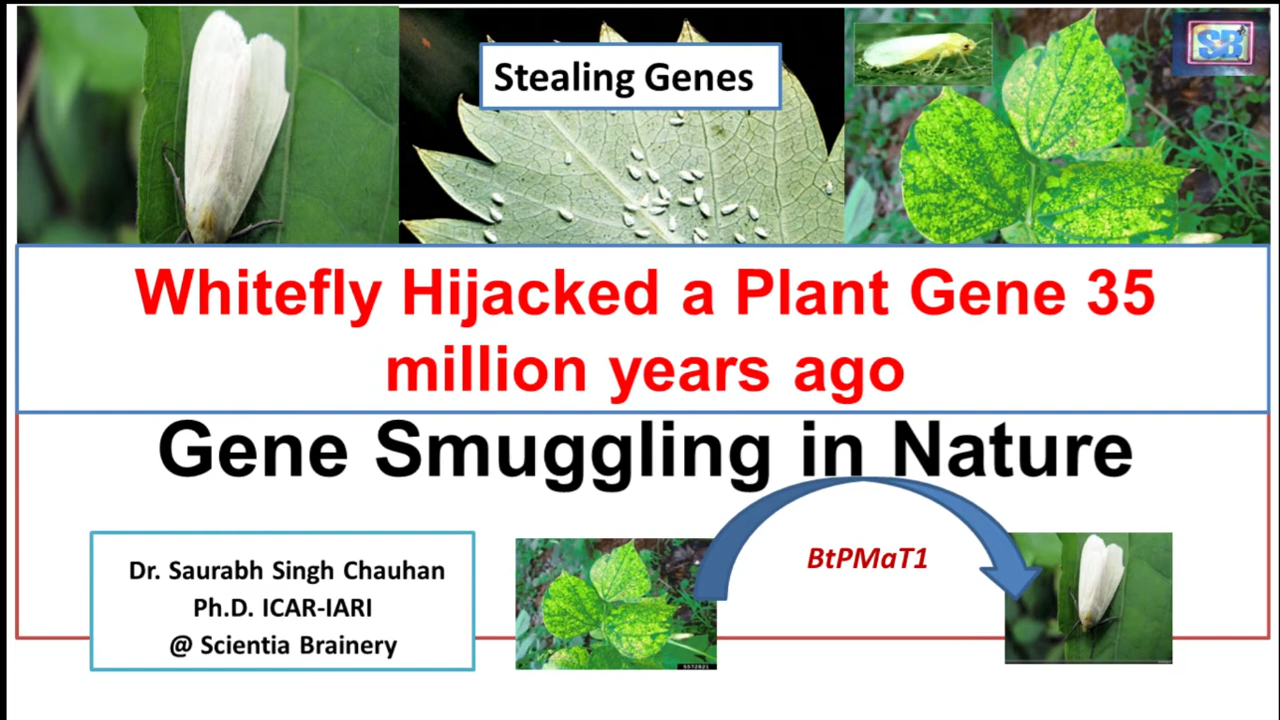 Stealing Genes
SB
Whitefly Hijacked a Plant Gene 35
million years ago
Gene Smuggling in Nature
BtPMaT1
Dr. Saurabh Singh Chauhan
Ph.D. ICAR-IARI
@ Scientia Brainery
5572821